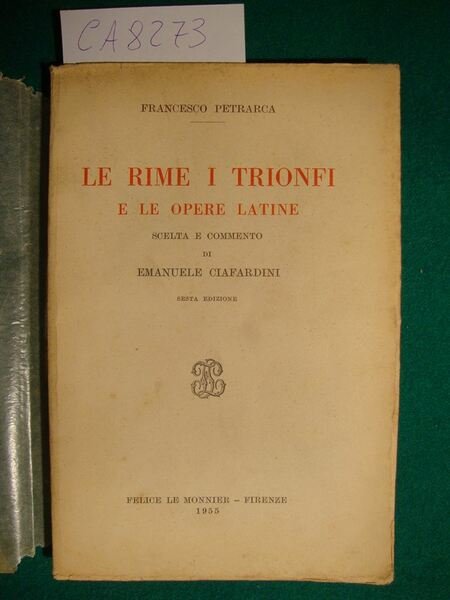 CA8273
FRANCESCO PETRARCA
LE RIME I TRIONFI
E LE OPERE LATINE
SCELTA E COMMENTO
DI
EMANUELE CIAFARDINI
SESTA EDIZIONE
FELICE LE MONNIER – FIRENZE
1955